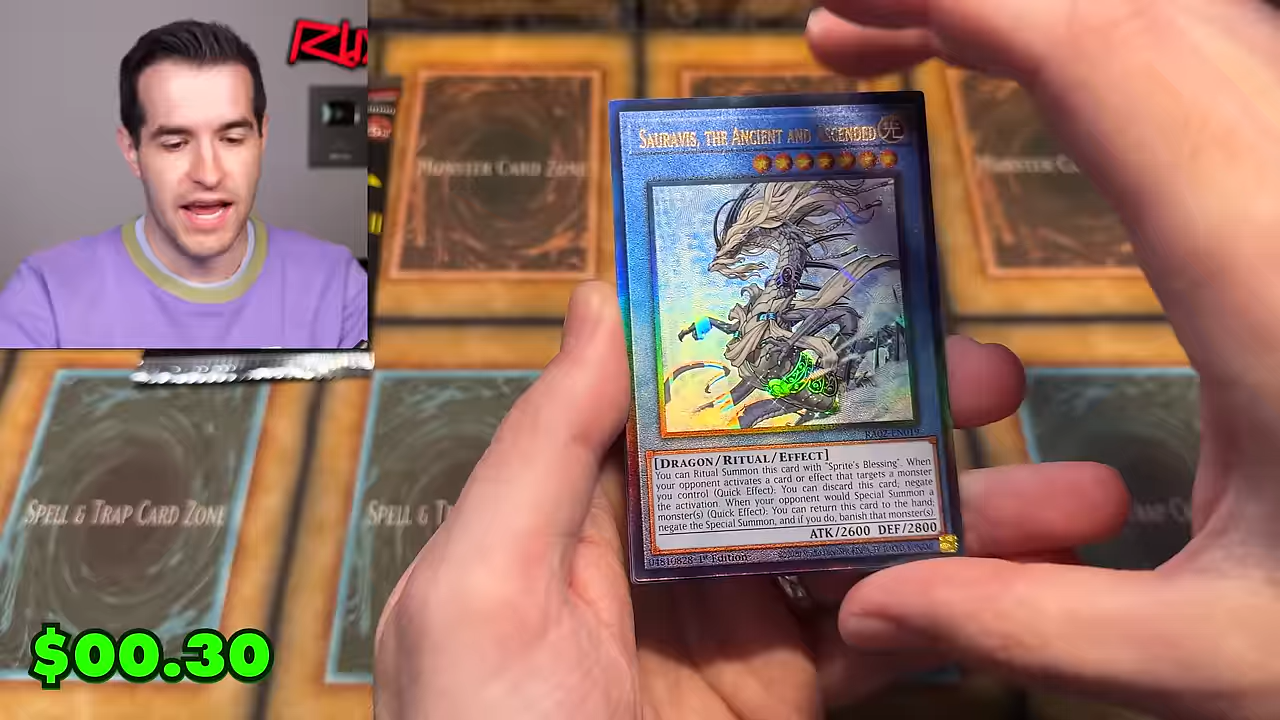 MONSTER CARD ZONE
SAURAVIS, THE ANCIENT AND ASCENDED
光
RA02-EN019
[DRAGON/RITUAL/EFFECT]
You can Ritual Summon this card with "Sprite's Blessing". When
your opponent activates a card or effect that targets a monster
you control (Quick Effect): You can discard this card; negate
the activation. When your opponent would Special Summon a
monster(s) (Quick Effect): You can return this card to the hand;
negate the Special Summon, and if you do, banish that monster(s).
ATK/2600 DEF/2800
1st Edition
SPELL & TRAP CARD ZONE
SPELL & T
$00.30